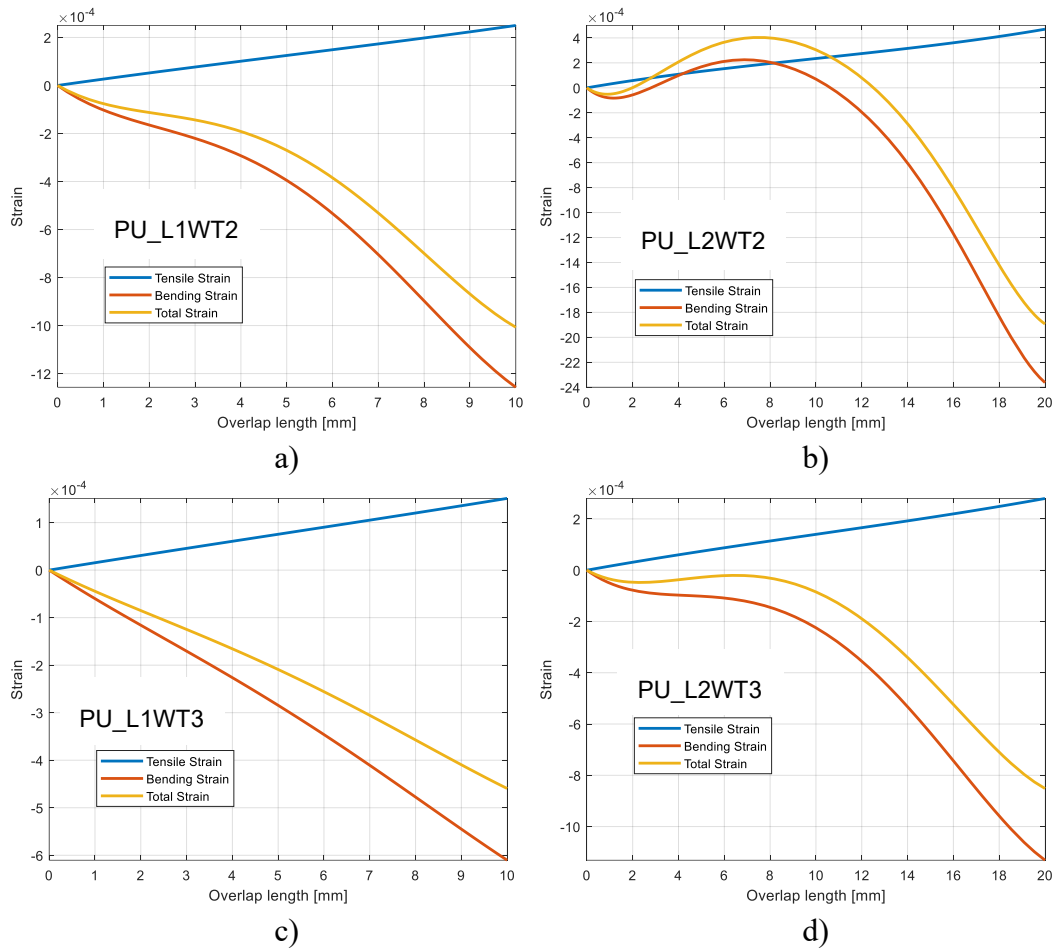 ×10⁻⁴
2
0
-2
-4
-6
-8
-10
-12
Strain
PU_L1WT2
Tensile Strain
Bending Strain
Total Strain
0 1 2 3 4 5 6 7 8 9 10
Overlap length [mm]
a)
×10⁻⁴
4
2
0
-2
-4
-6
-8
-10
-12
-14
-16
-18
-20
-22
-24
Strain
PU_L2WT2
Tensile Strain
Bending Strain
Total Strain
0 2 4 6 8 10 12 14 16 18 20
Overlap length [mm]
b)
×10⁻⁴
1
0
-1
-2
-3
-4
-5
-6
Strain
PU_L1WT3
Tensile Strain
Bending Strain
Total Strain
0 1 2 3 4 5 6 7 8 9 10
Overlap length [mm]
c)
×10⁻⁴
2
0
-2
-4
-6
-8
-10
Strain
PU_L2WT3
Tensile Strain
Bending Strain
Total Strain
0 2 4 6 8 10 12 14 16 18 20
Overlap length [mm]
d)